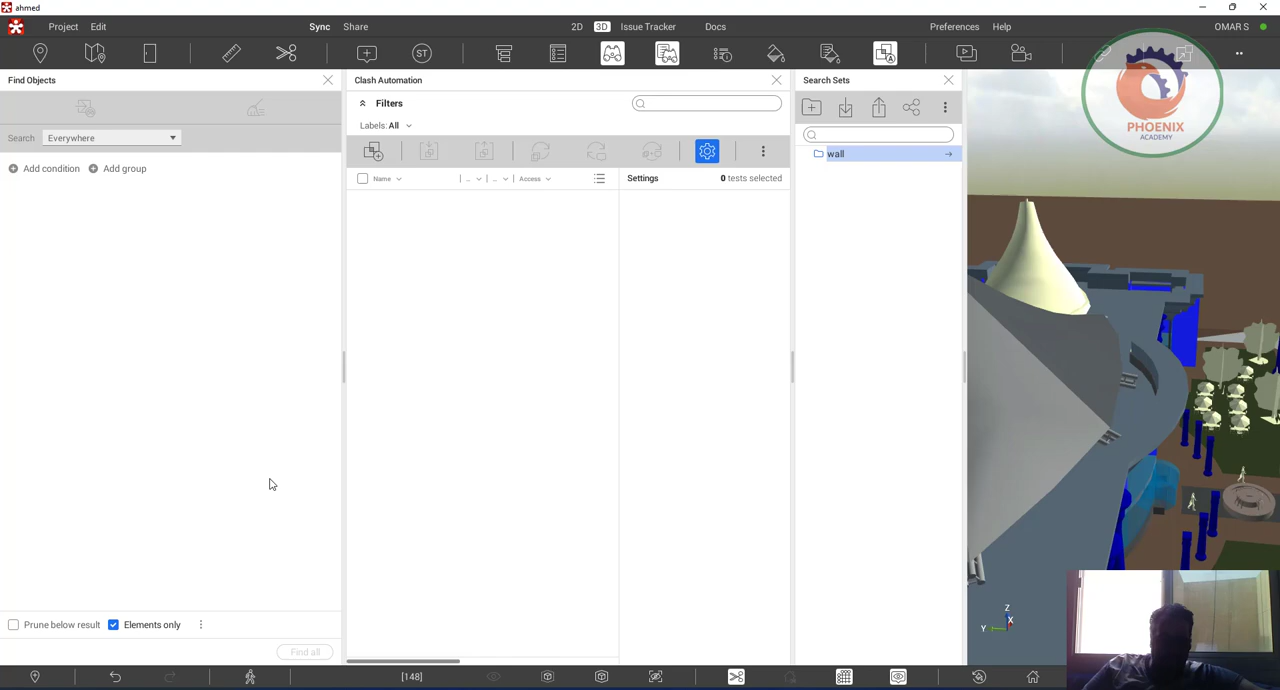 ahmed
Project Edit Sync Share 2D 3D Issue Tracker Docs Preferences Help OMAR S
ST
Find Objects
Search Everywhere
Add condition Add group
Prune below result Elements only
Find all
Clash Automation
Filters
Labels: All
Name ... ... Access
Settings 0 tests selected
Search Sets
wall
PHOENIX
ACADEMY
Z
X
Y
[148]